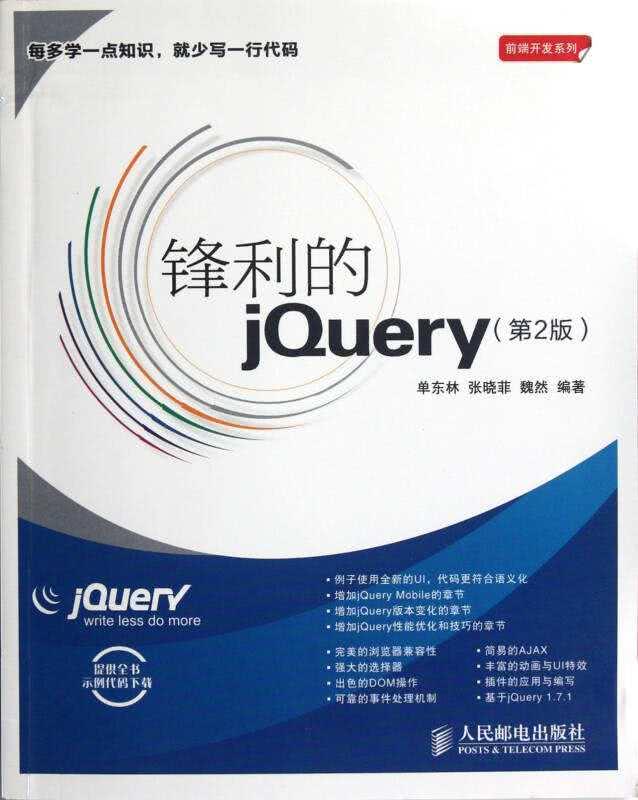 每多学一点知识，就少写一行代码
前端开发系列
锋利的
jQuery（第2版）
单东林 张晓菲 魏然 编著
jQuery
write less do more
提供全书
示例代码下载
·例子使用全新的UI，代码更符合语义化
·增加jQuery Mobile的章节
·增加jQuery版本变化的章节
·增加jQuery性能优化和技巧的章节
·完美的浏览器兼容性 ·简易的AJAX
·强大的选择器 ·丰富的动画与UI特效
·出色的DOM操作 ·插件的应用与编写
·可靠的事件处理机制 ·基于jQuery 1.7.1
人民邮电出版社
POSTS & TELECOM PRESS